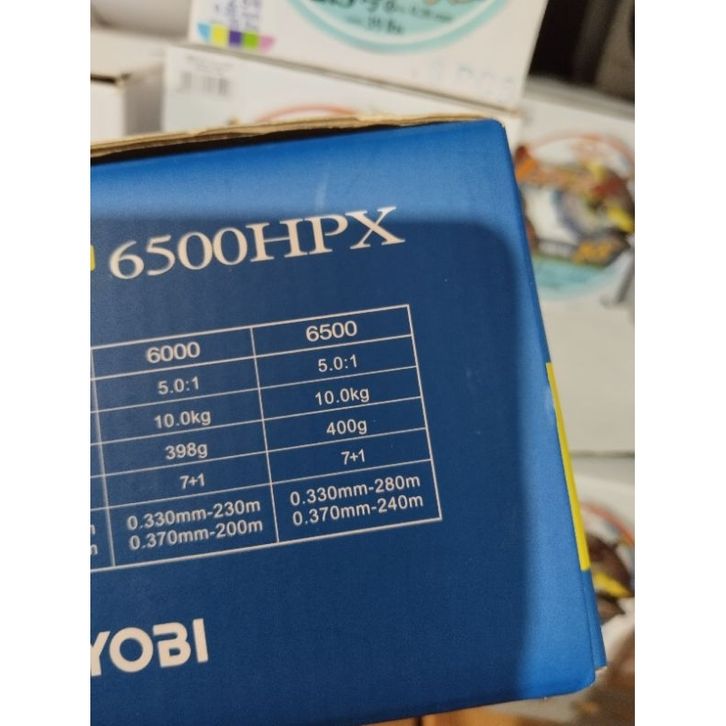 6500HPX
6000 6500
5.0:1 5.0:1
10.0kg 10.0kg
398g 400g
7+1 7+1
0.330mm-230m 0.330mm-280m
0.370mm-200m 0.370mm-240m
YOBI